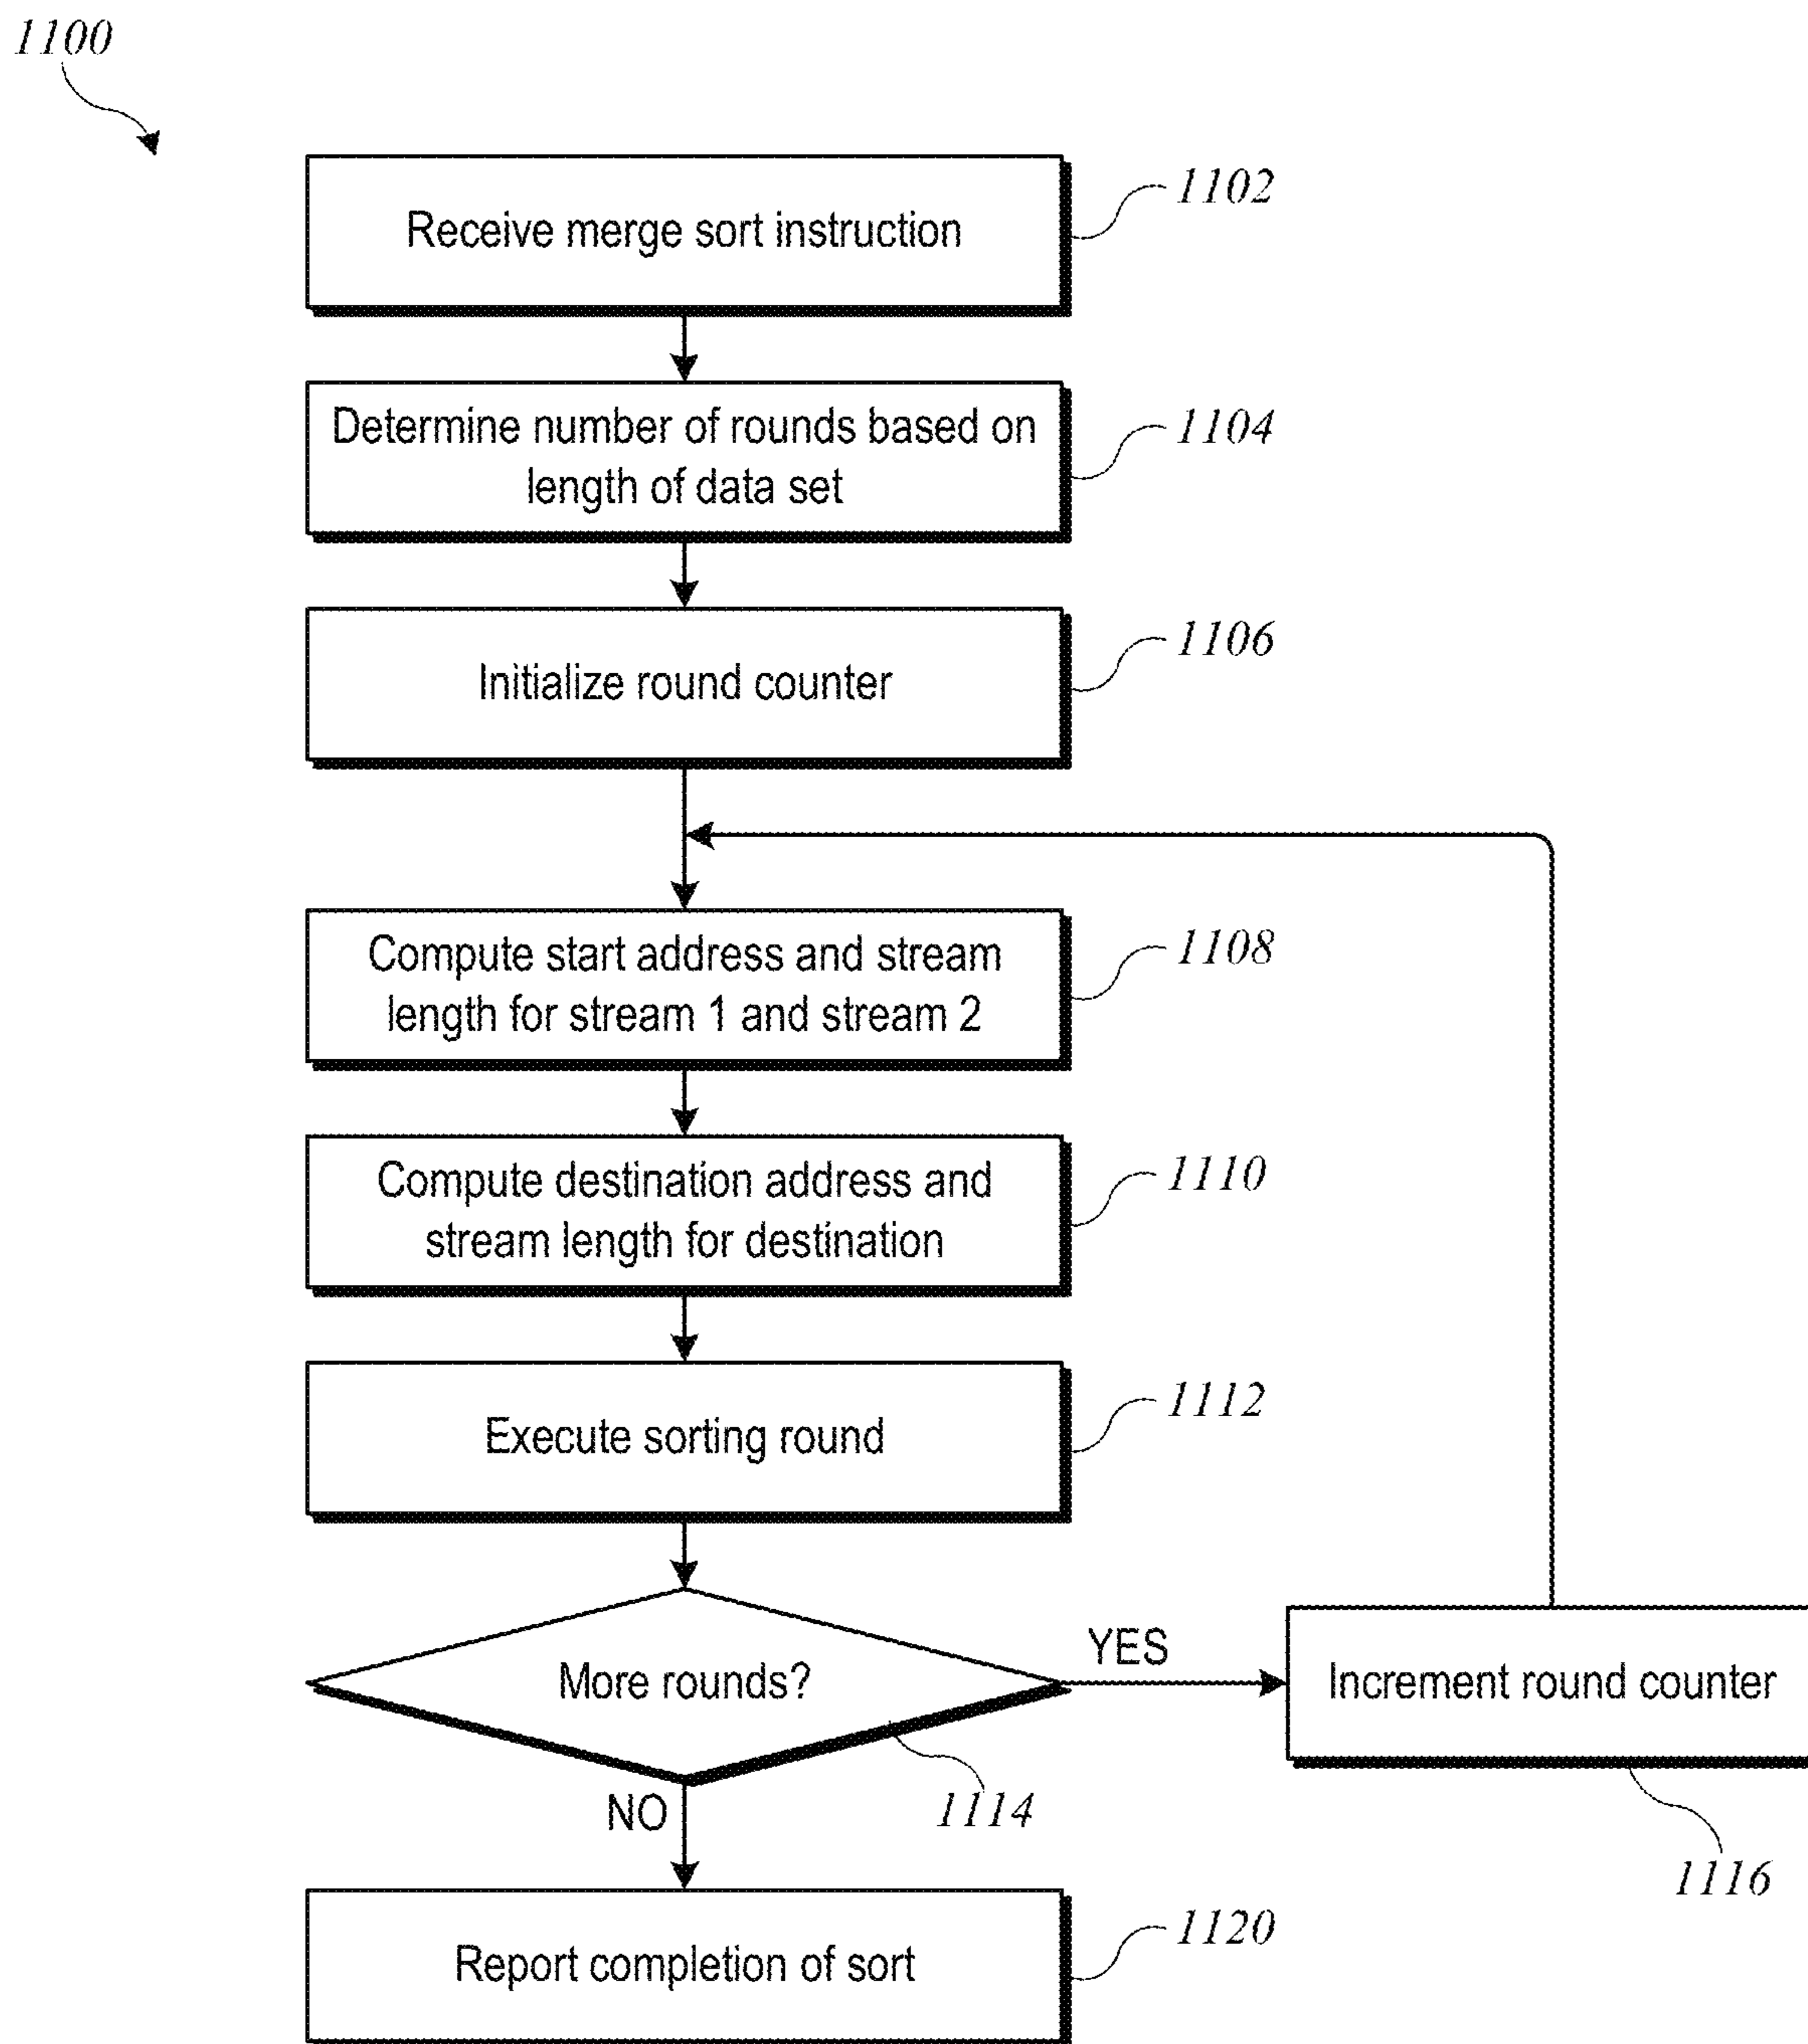 1100
Receive merge sort instruction
1102
Determine number of rounds based on
length of data set
1104
Initialize round counter
1106
Compute start address and stream
length for stream 1 and stream 2
1108
Compute destination address and
stream length for destination
1110
Execute sorting round
1112
More rounds?
YES
Increment round counter
NO
1114
1116
Report completion of sort
1120